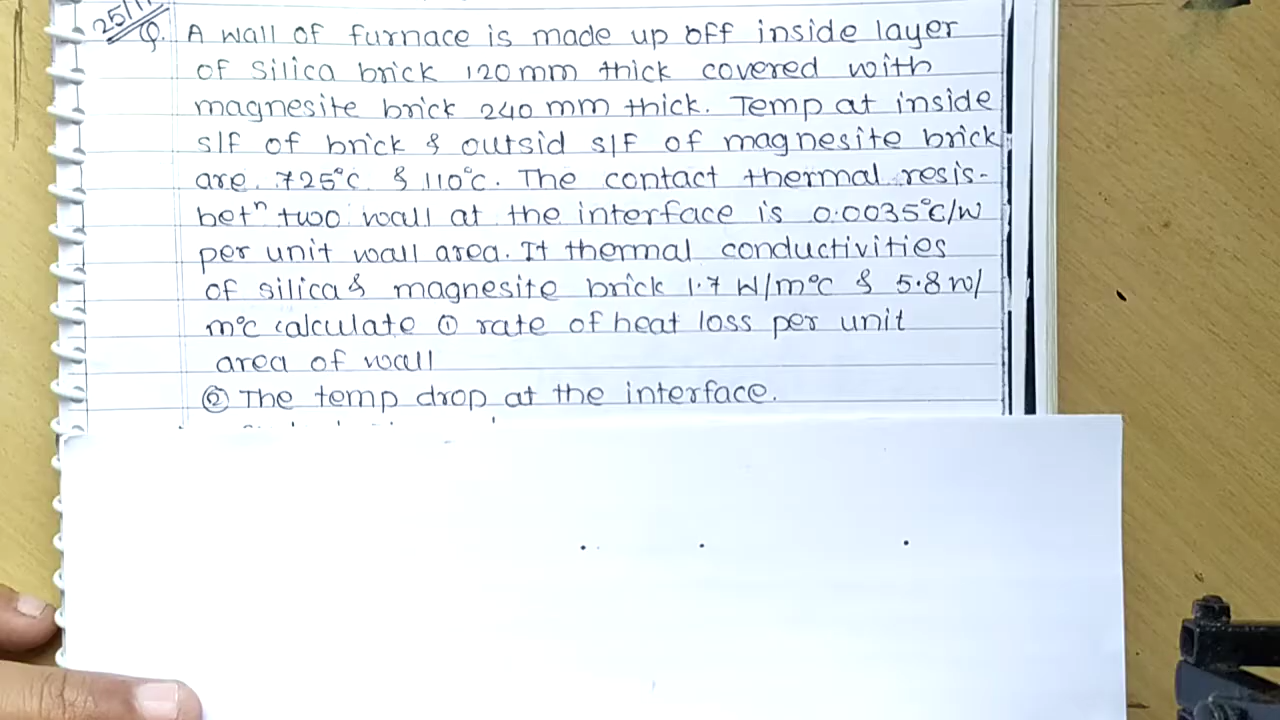 25/11
Q. A wall of furnace is made up off inside layer
of silica brick 120mm thick covered with
magnesite brick 240 mm thick. Temp at inside
s/f of brick & outsid s/F of magnesite brick
are. 725°C & 110°C. The contact thermal resis-
betⁿ two wall at the interface is 0.0035°C/W
per unit wall area. If thermal conductivities
of silica & magnesite brick 1.7 W/m°C & 5.8 W/
m°C calculate ① rate of heat loss per unit
area of wall
② The temp drop at the interface.